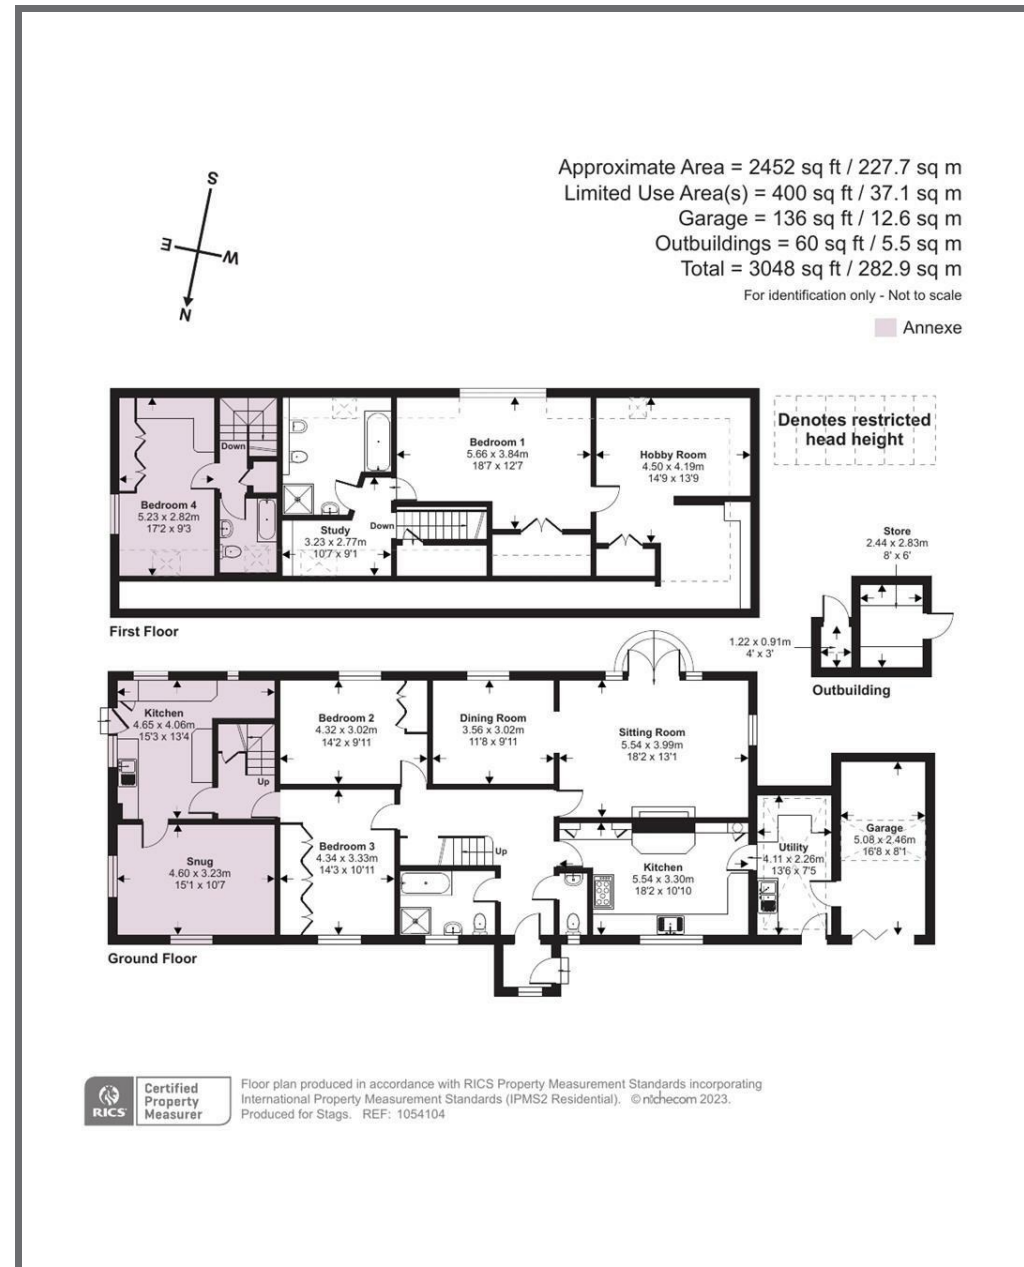 Approximate Area = 2452 sq ft / 227.7 sq m
Limited Use Area(s) = 400 sq ft / 37.1 sq m
Garage = 136 sq ft / 12.6 sq m
Outbuildings = 60 sq ft / 5.5 sq m
Total = 3048 sq ft / 282.9 sq m
For identification only - Not to scale
Annexe
S
E
W
N
Denotes restricted
head height
Down
Bedroom 4
5.23 x 2.82m
17'2 x 9'3
Study
3.23 x 2.77m
10'7 x 9'1
Down
Bedroom 1
5.66 x 3.84m
18'7 x 12'7
Hobby Room
4.50 x 4.19m
14'9 x 13'9
First Floor
Store
2.44 x 2.83m
8' x 6'
1.22 x 0.91m
4' x 3'
Outbuilding
Kitchen
4.65 x 4.06m
15'3 x 13'4
Up
Bedroom 2
4.32 x 3.02m
14'2 x 9'11
Dining Room
3.56 x 3.02m
11'8 x 9'11
Sitting Room
5.54 x 3.99m
18'2 x 13'1
Snug
4.60 x 3.23m
15'1 x 10'7
Bedroom 3
4.34 x 3.33m
14'3 x 10'11
Up
Kitchen
5.54 x 3.30m
18'2 x 10'10
Utility
4.11 x 2.26m
13'6 x 7'5
Garage
5.08 x 2.46m
16'8 x 8'1
Ground Floor
RICS
Certified
Property
Measurer
Floor plan produced in accordance with RICS Property Measurement Standards incorporating
International Property Measurement Standards (IPMS2 Residential). © nichecom 2023.
Produced for Stags. REF: 1054104